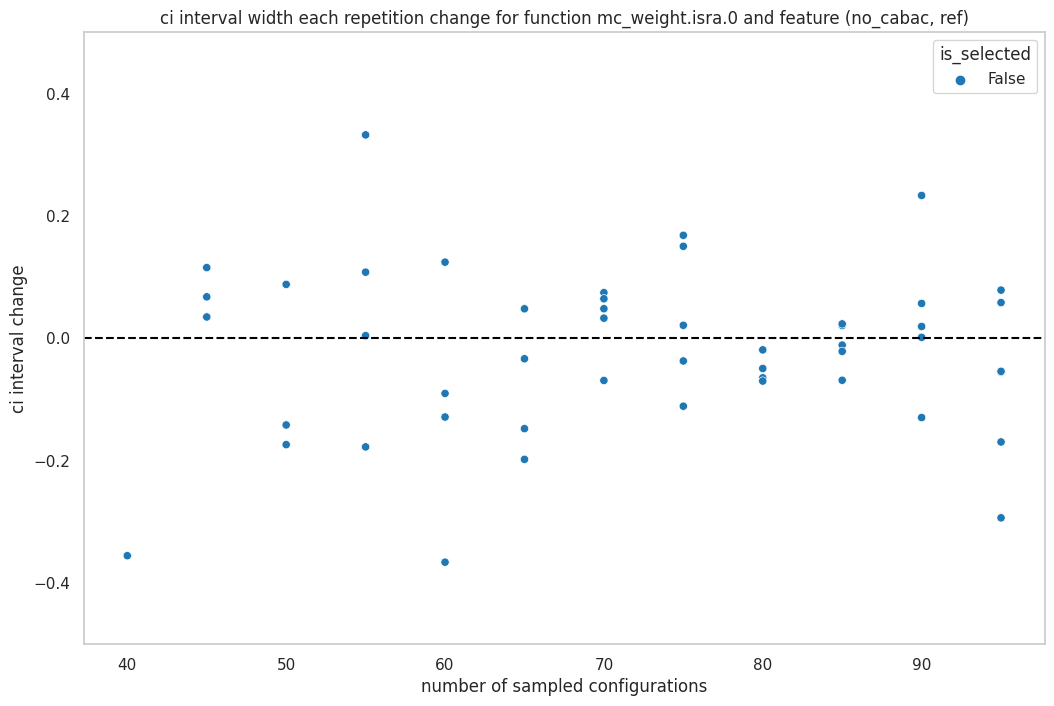 ci interval width each repetition change for function mc_weight.isra.0 and feature (no_cabac, ref)
is_selected
False
0.4
0.2
0.0
−0.2
−0.4
ci interval change
40
50
60
70
80
90
number of sampled configurations